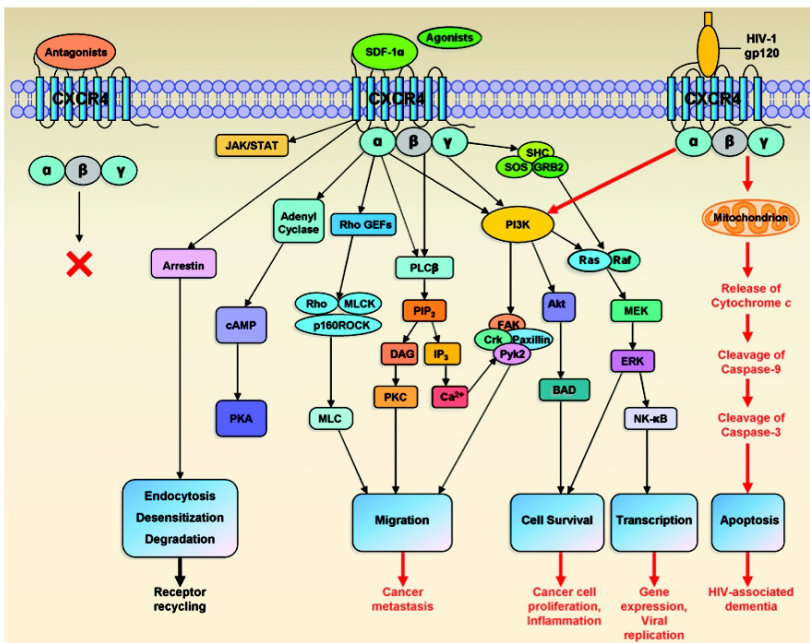 Antagonists
CXCR4
α β γ
SDF-1α
Agonists
CXCR4
α β γ
HIV-1
gp120
CXCR4
α β γ
JAK/STAT
SHC
SOS GRB2
Adenyl
Cyclase
Rho GEFs
PI3K
Mitochondrion
Arrestin
PLCβ
Ras Raf
Release of
Cytochrome c
cAMP
Rho MLCK
p160ROCK
PIP2
FAK
Crk Paxillin
Pyk2
Akt
MEK
DAG
IP3
ERK
Cleavage of
Caspase-9
PKA
MLC
PKC
Ca2+
BAD
NK-κB
Cleavage of
Caspase-3
Endocytosis
Desensitization
Degradation
Migration
Cell Survival
Transcription
Apoptosis
Receptor
recycling
Cancer
metastasis
Cancer cell
proliferation,
Inflammation
Gene
expression,
Viral
replication
HIV-associated
dementia